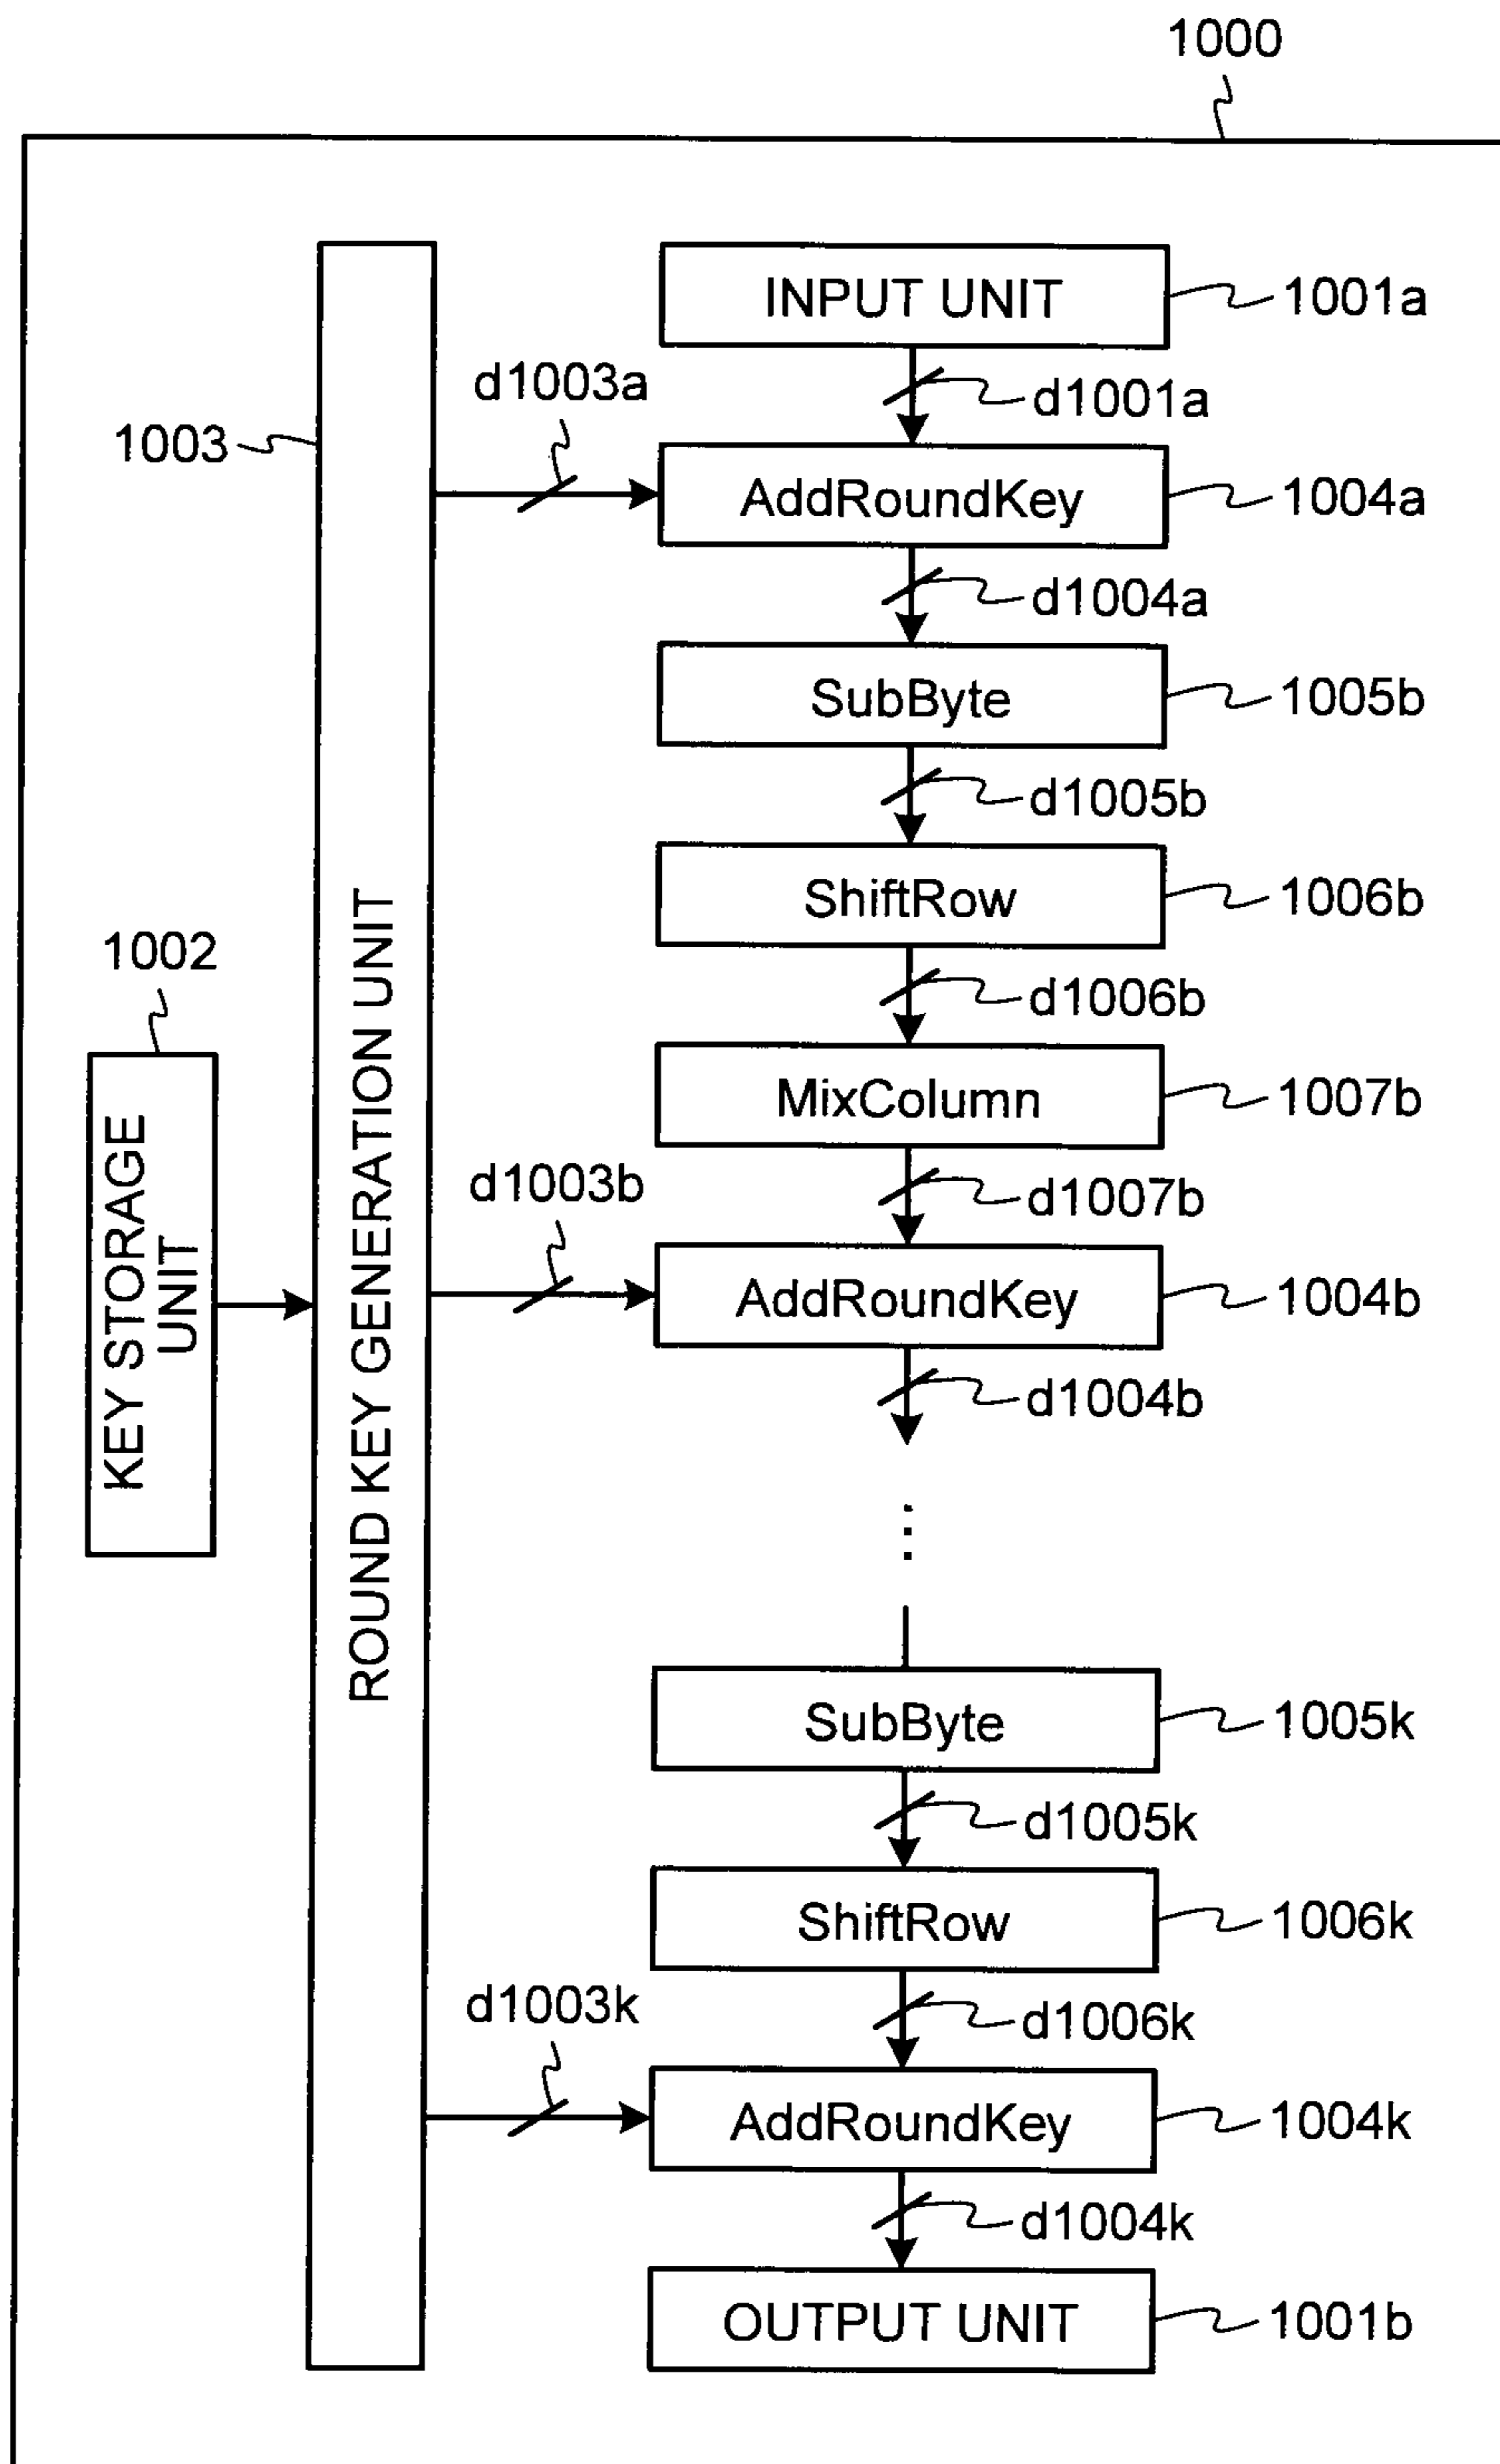 1000
INPUT UNIT
1001a
d1001a
d1003a
1003
AddRoundKey
1004a
d1004a
SubByte
1005b
d1005b
ShiftRow
1006b
d1006b
1002
KEY STORAGE
UNIT
ROUND KEY GENERATION UNIT
MixColumn
1007b
d1007b
d1003b
AddRoundKey
1004b
d1004b
...
SubByte
1005k
d1005k
ShiftRow
1006k
d1006k
d1003k
AddRoundKey
1004k
d1004k
OUTPUT UNIT
1001b